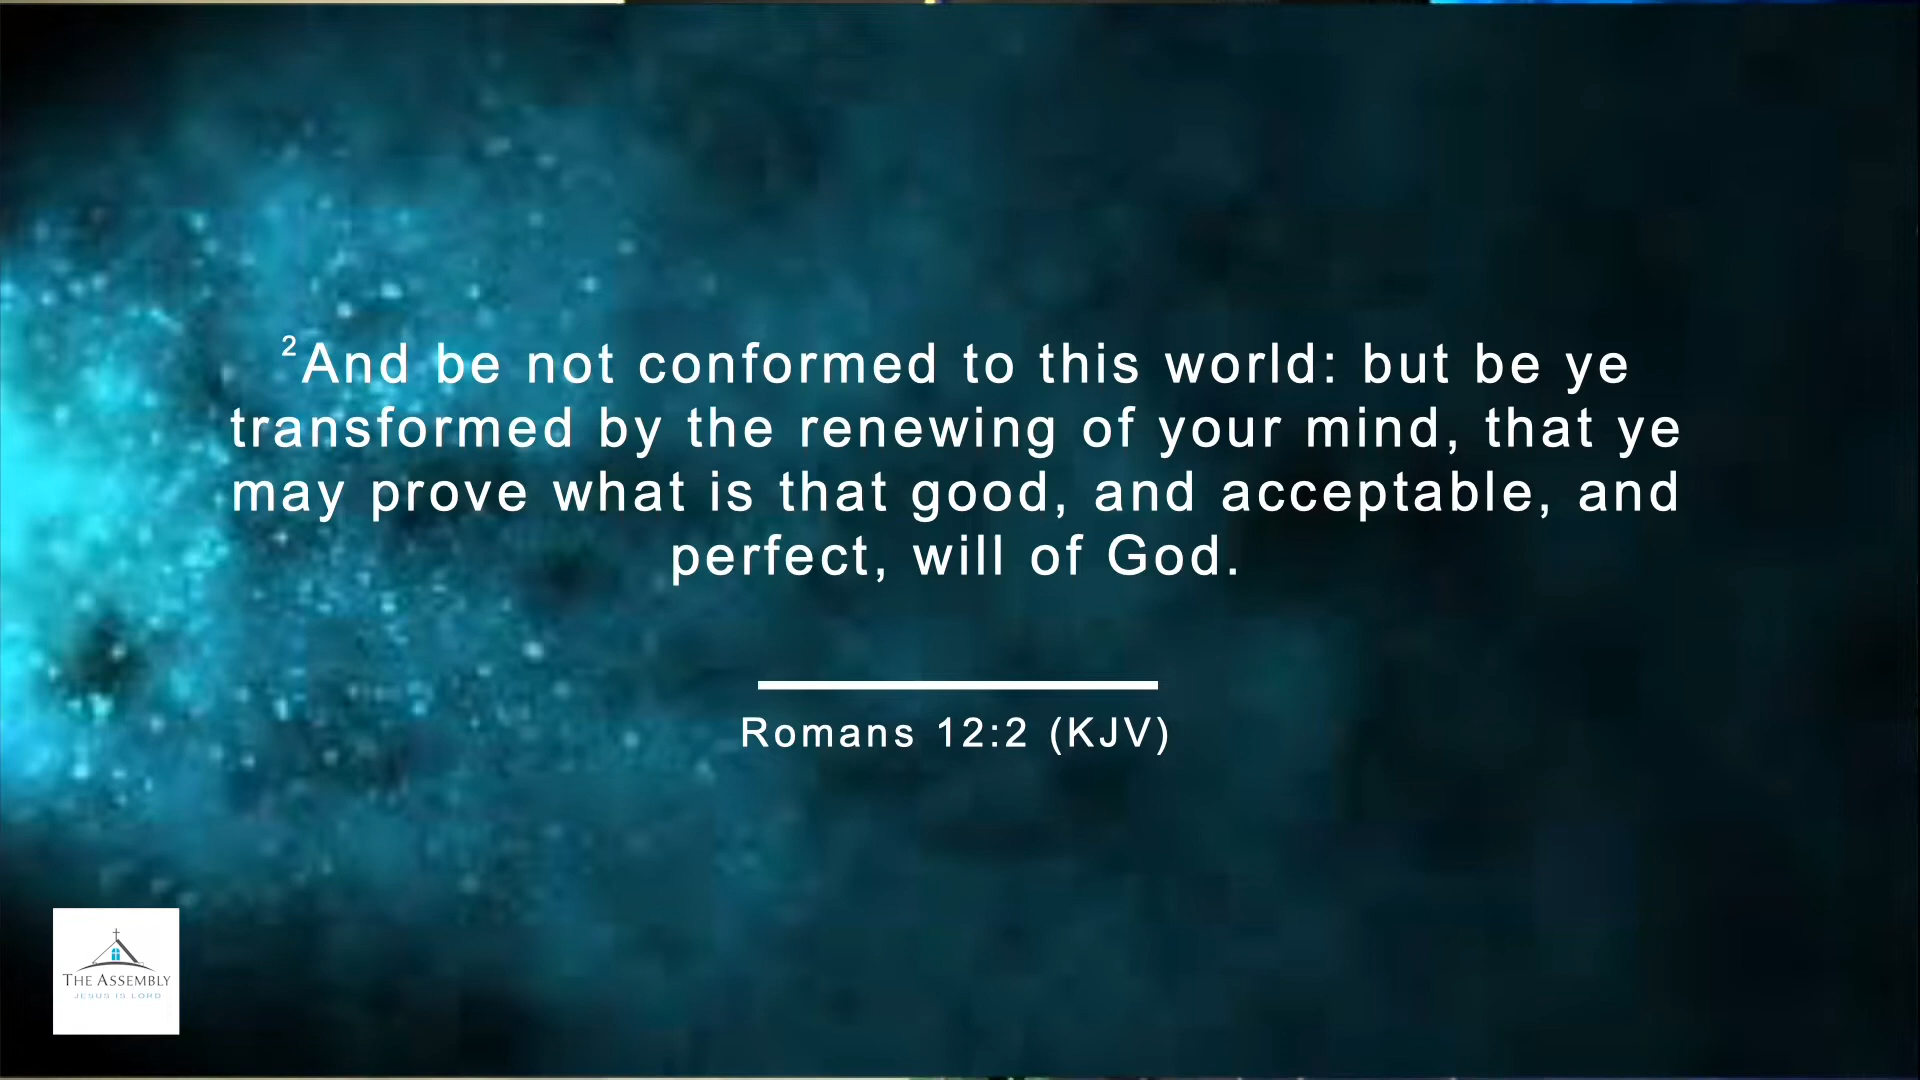 ²And be not conformed to this world: but be ye
transformed by the renewing of your mind, that ye
may prove what is that good, and acceptable, and
perfect, will of God.
Romans 12:2 (KJV)
THE ASSEMBLY
JESUS IS LORD